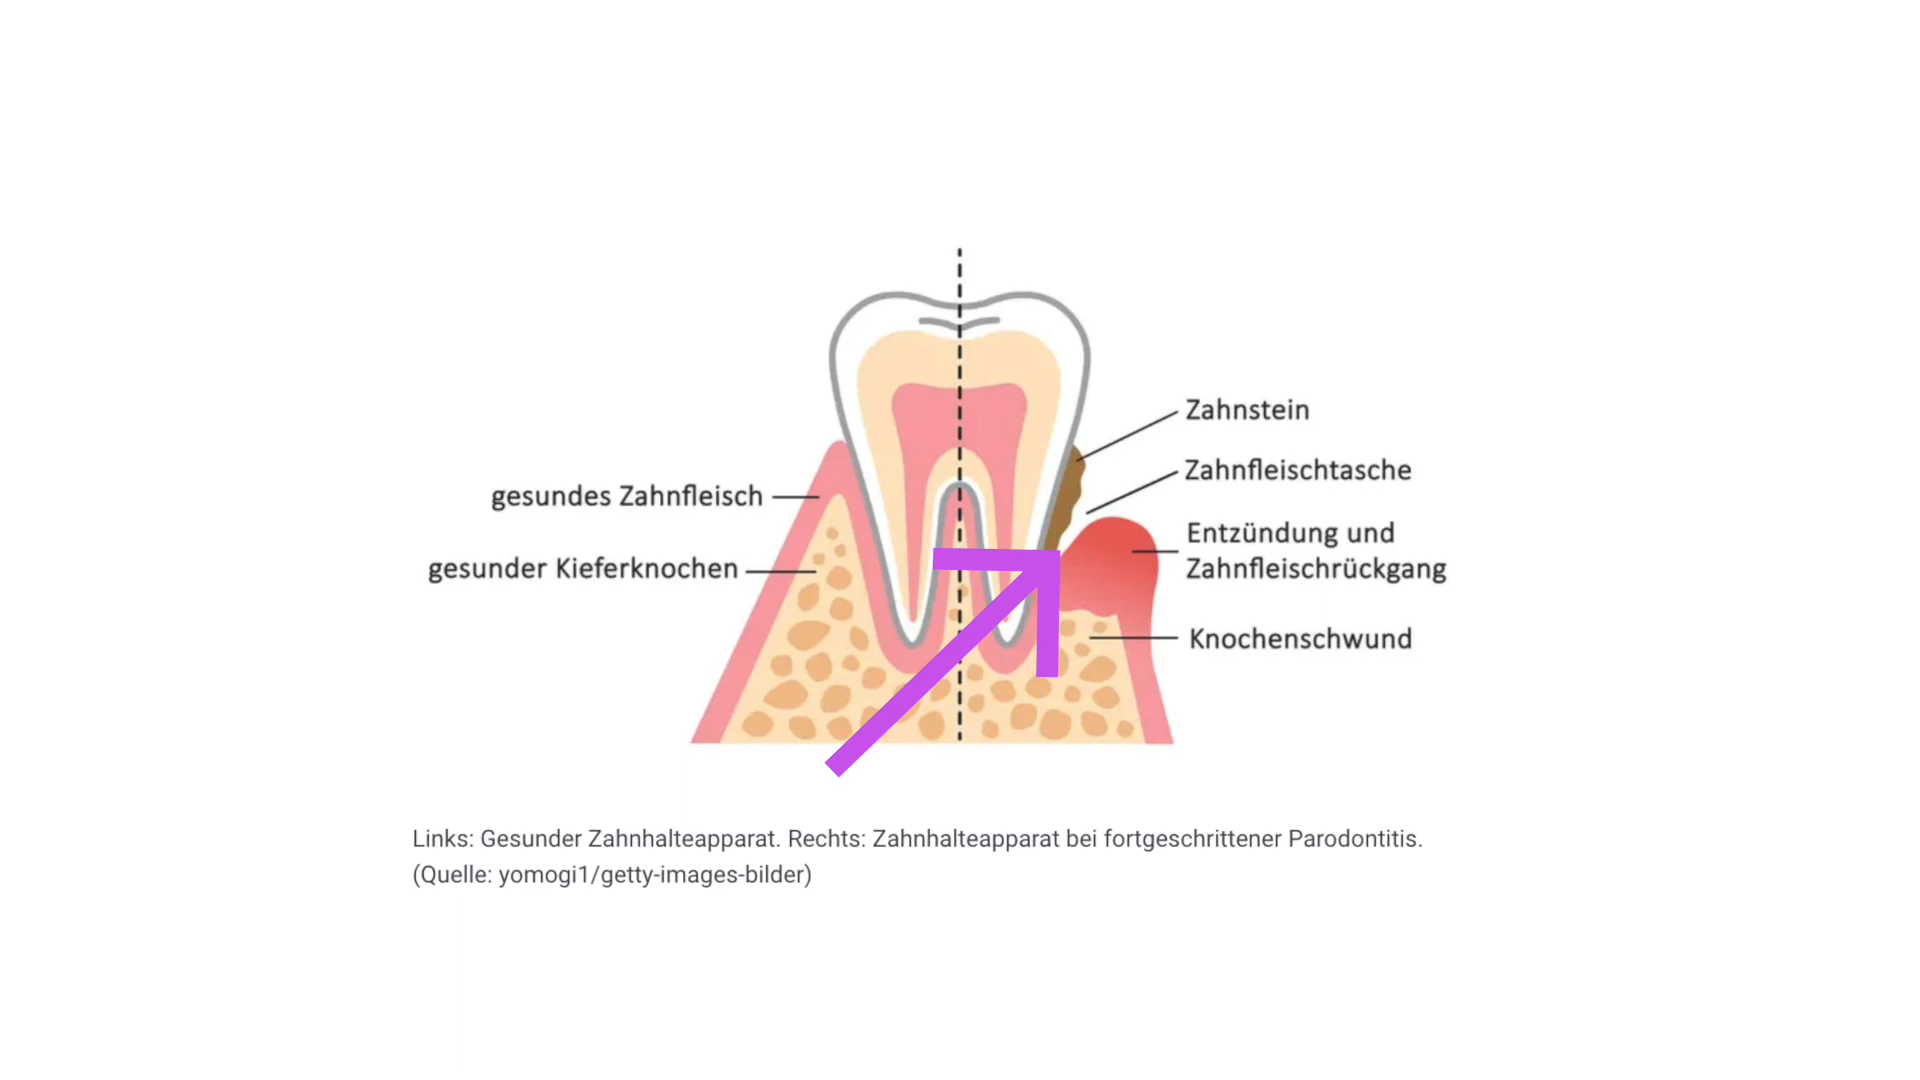 Zahnstein
Zahnfleischtasche
gesundes Zahnfleisch
Entzündung und
Zahnfleischrückgang
gesunder Kieferknochen
Knochenschwund
Links: Gesunder Zahnhalteapparat. Rechts: Zahnhalteapparat bei fortgeschrittener Parodontitis.
(Quelle: yomogi1/getty-images-bilder)